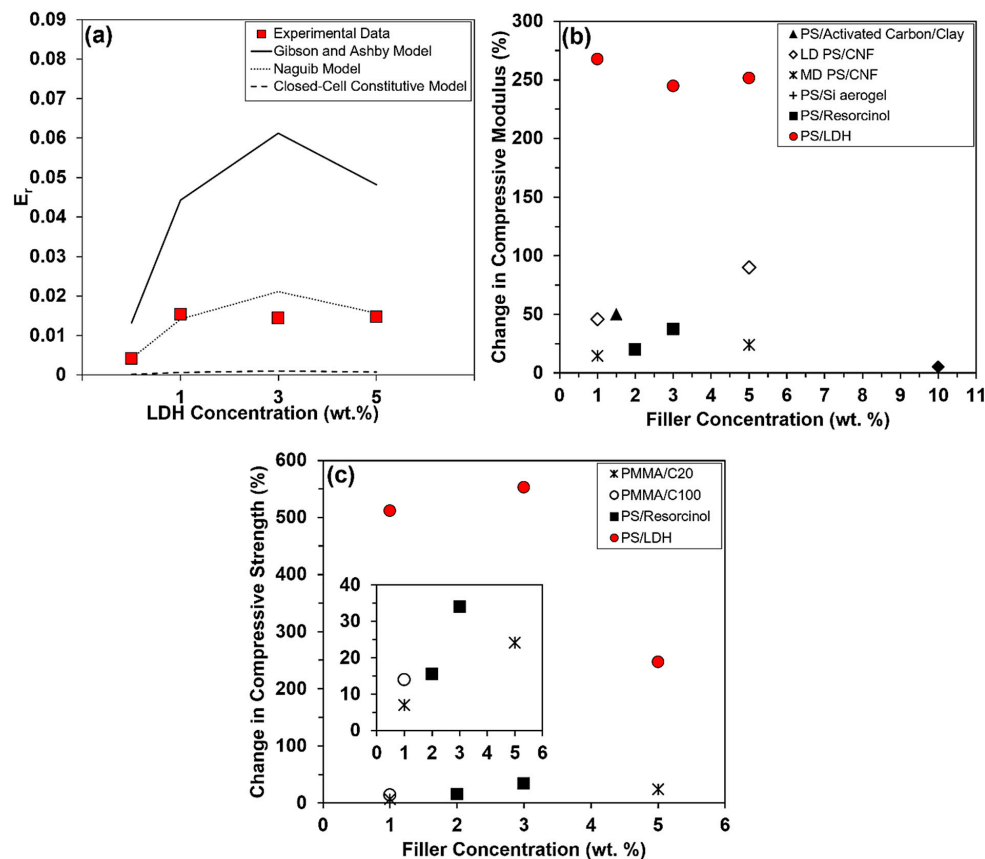 (a)
Experimental Data
Gibson and Ashby Model
Naguib Model
Closed-Cell Constitutive Model
0.09
0.08
0.07
0.06
0.05
0.04
0.03
0.02
0.01
0
Er
1 3 5
LDH Concentration (wt.%)
(b)
PS/Activated Carbon/Clay
LD PS/CNF
MD PS/CNF
PS/Si aerogel
PS/Resorcinol
PS/LDH
300
250
200
150
100
50
0
Change in Compressive Modulus (%)
0 1 2 3 4 5 6 7 8 9 10 11
Filler Concentration (wt. %)
(c)
PMMA/C20
PMMA/C100
PS/Resorcinol
PS/LDH
600
500
400
300
200
100
0
Change in Compressive Strength (%)
40
30
20
10
0
0 1 2 3 4 5 6
0 1 2 3 4 5 6
Filler Concentration (wt. %)